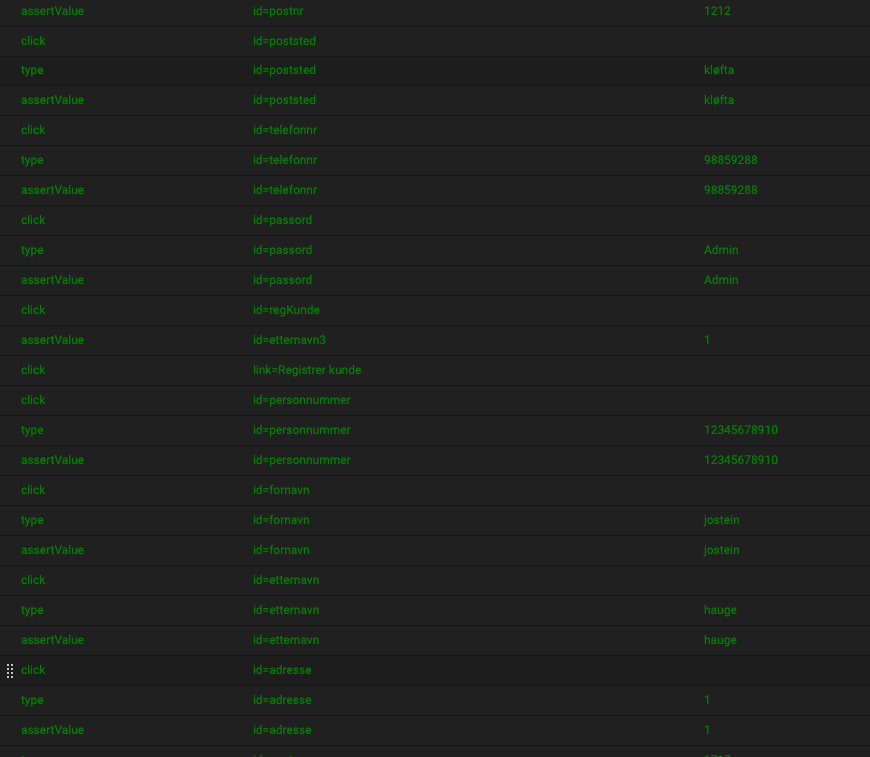 assertValue id=postnr 1212
click id=poststed
type id=poststed kløfta
assertValue id=poststed kløfta
click id=telefonnr
type id=telefonnr 98859288
assertValue id=telefonnr 98859288
click id=passord
type id=passord Admin
assertValue id=passord Admin
click id=regKunde
assertValue id=etternavn3 1
click link=Registrer kunde
click id=personnummer
type id=personnummer 12345678910
assertValue id=personnummer 12345678910
click id=fornavn
type id=fornavn jostein
assertValue id=fornavn jostein
click id=etternavn
type id=etternavn hauge
assertValue id=etternavn hauge
click id=adresse
type id=adresse 1
assertValue id=adresse 1